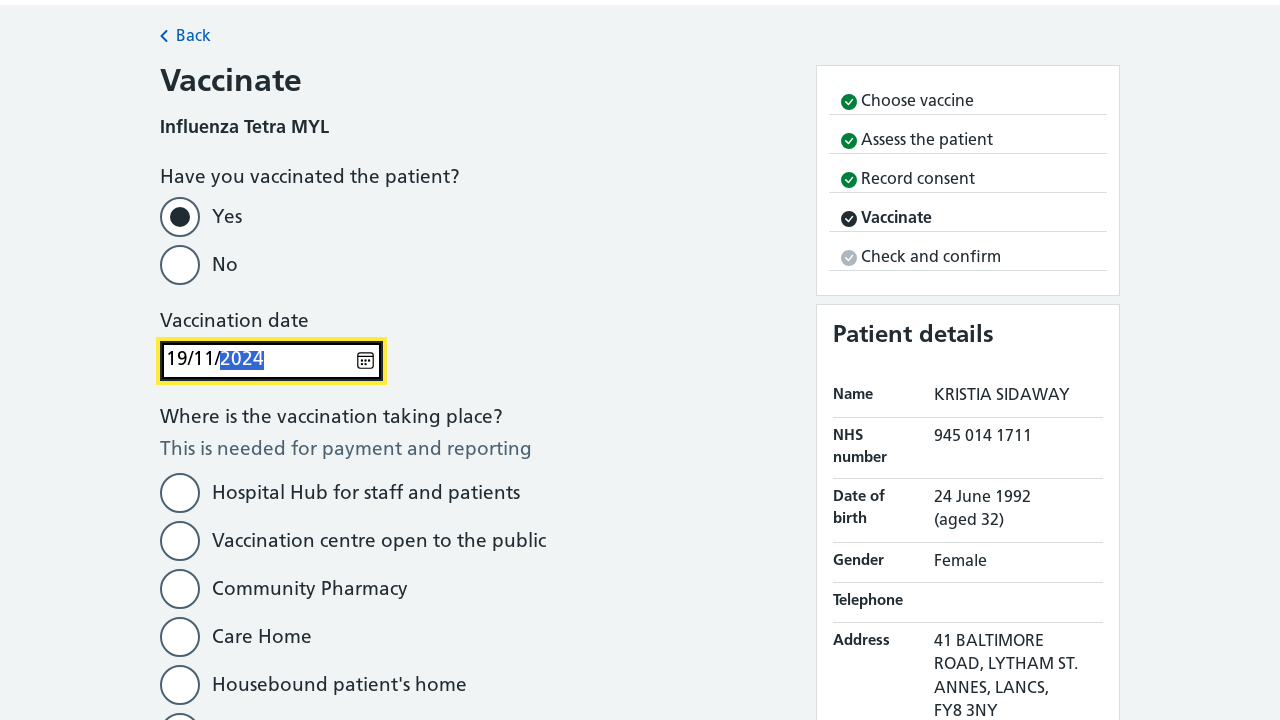 Back
Vaccinate
Influenza Tetra MYL
Have you vaccinated the patient?
Yes
No
Vaccination date
19/11/2024
Where is the vaccination taking place?
This is needed for payment and reporting
Hospital Hub for staff and patients
Vaccination centre open to the public
Community Pharmacy
Care Home
Housebound patient's home
Choose vaccine
Assess the patient
Record consent
Vaccinate
Check and confirm
Patient details
Name KRISTIA SIDAWAY
NHS number 945 014 1711
Date of birth 24 June 1992
(aged 32)
Gender Female
Telephone
Address 41 BALTIMORE
ROAD, LYTHAM ST.
ANNES, LANCS,
FY8 3NY